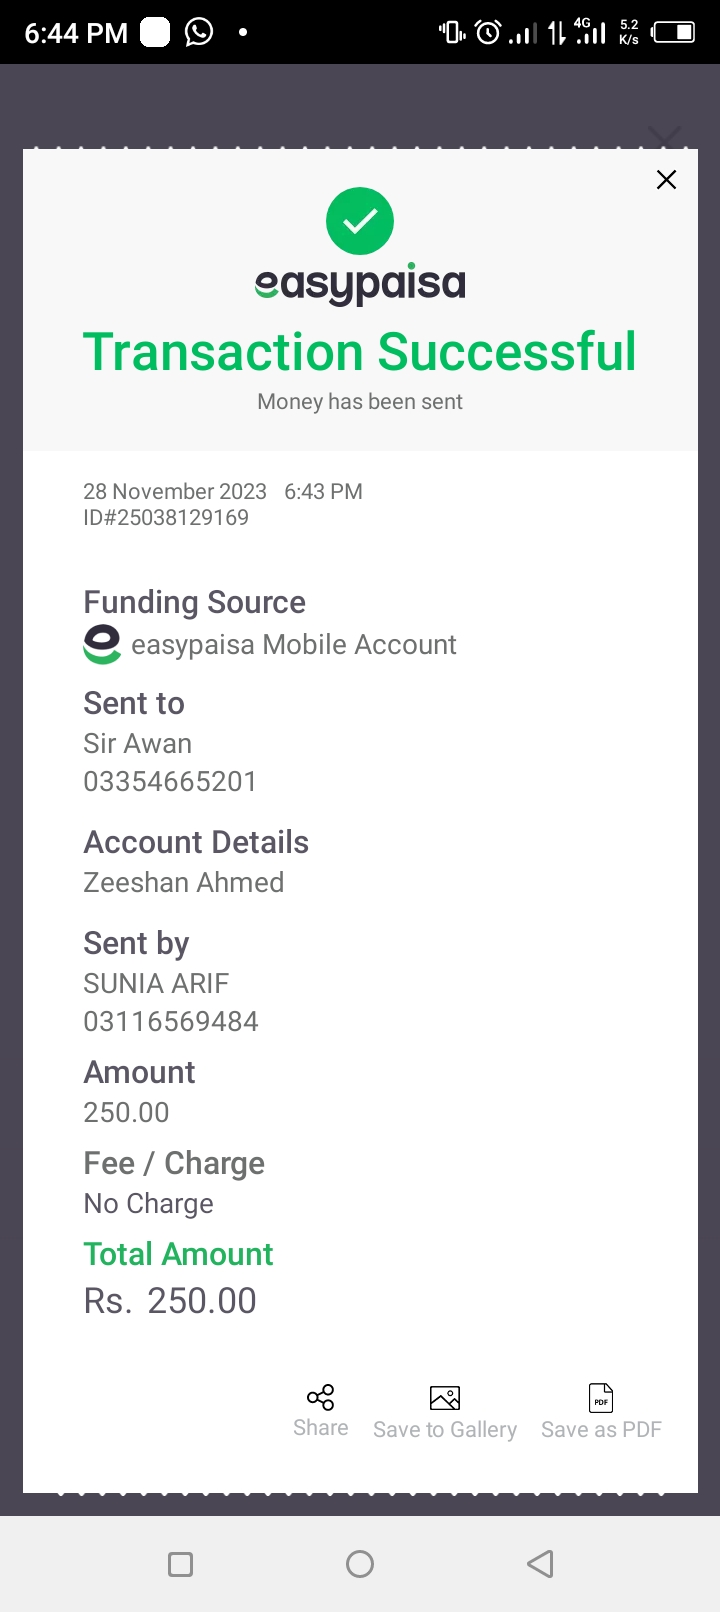 6:44 PM
4G
5.2
K/s
easypaisa
Transaction Successful
Money has been sent
28 November 2023 6:43 PM
ID#25038129169
Funding Source
easypaisa Mobile Account
Sent to
Sir Awan
03354665201
Account Details
Zeeshan Ahmed
Sent by
SUNIA ARIF
03116569484
Amount
250.00
Fee / Charge
No Charge
Total Amount
Rs. 250.00
PDF
Share Save to Gallery Save as PDF